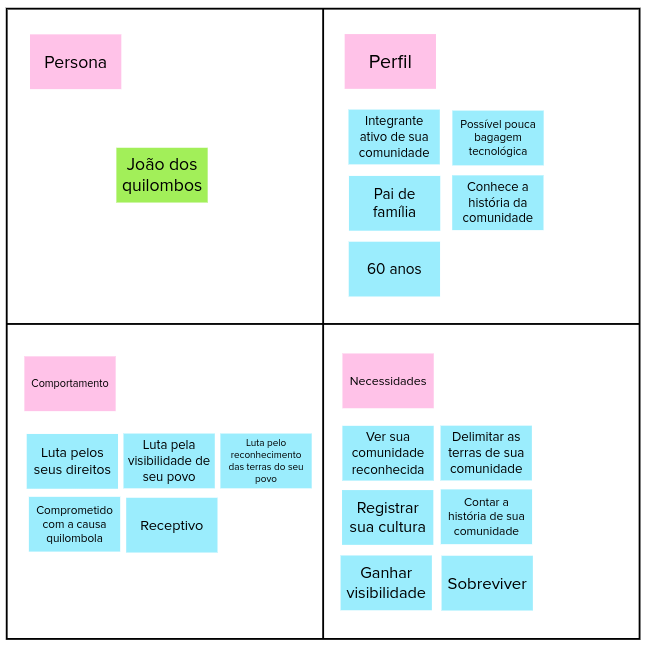 Persona
João dos
quilombos
Perfil
Integrante
ativo de sua
comunidade
Possível pouca
bagagem
tecnológica
Pai de
família
Conhece a
história da
comunidade
60 anos
Comportamento
Luta pelos
seus direitos
Luta pela
visibilidade de
seu povo
Luta pelo
reconhecimento
das terras do seu
povo
Comprometido
com a causa
quilombola
Receptivo
Necessidades
Ver sua
comunidade
reconhecida
Delimitar as
terras de sua
comunidade
Registrar
sua cultura
Contar a
história de sua
comunidade
Ganhar
visibilidade
Sobreviver